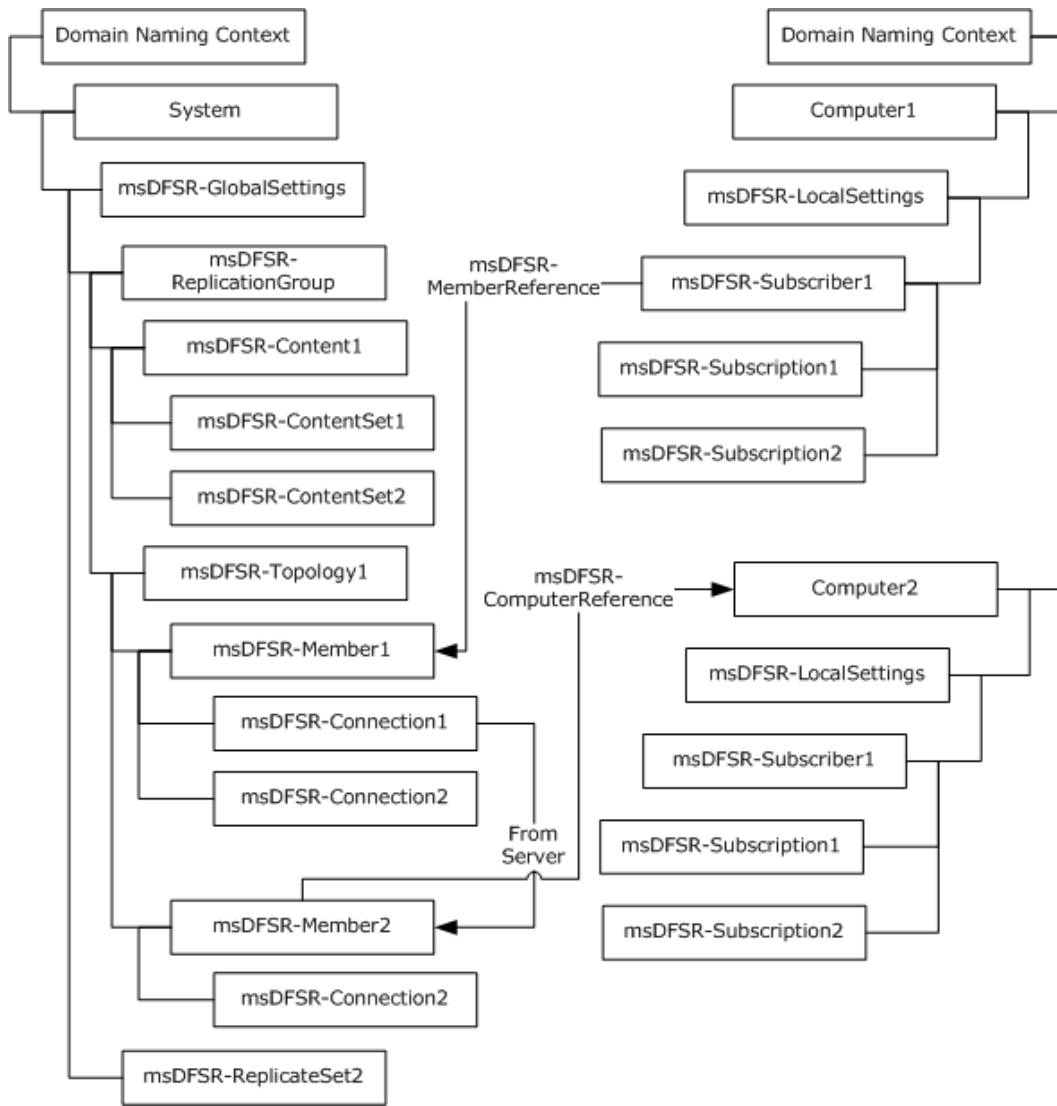 Domain Naming Context
System
msDFSR-GlobalSettings
msDFSR-
ReplicationGroup
msDFSR-Content1
msDFSR-ContentSet1
msDFSR-ContentSet2
msDFSR-Topology1
msDFSR-Member1
msDFSR-Connection1
msDFSR-Connection2
msDFSR-Member2
msDFSR-Connection2
msDFSR-ReplicateSet2
msDFSR-
MemberReference
msDFSR-
ComputerReference
From
Server
Domain Naming Context
Computer1
msDFSR-LocalSettings
msDFSR-Subscriber1
msDFSR-Subscription1
msDFSR-Subscription2
Computer2
msDFSR-LocalSettings
msDFSR-Subscriber1
msDFSR-Subscription1
msDFSR-Subscription2